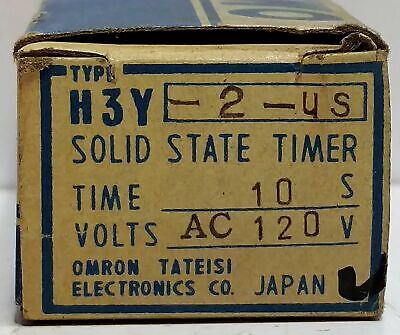 TYPE
H3Y-2-US
SOLID STATE TIMER
TIME 10 S
VOLTS AC 120 V
OMRON TATEISI
ELECTRONICS CO. JAPAN